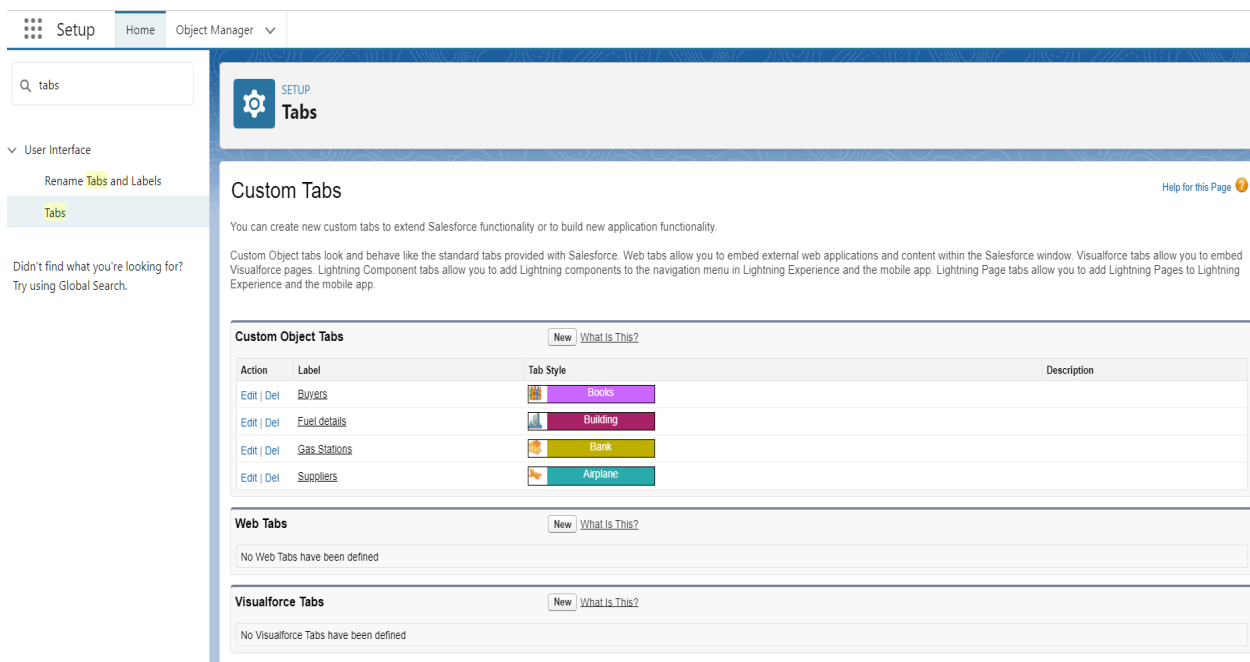 Setup
Home
Object Manager
tabs
User Interface
Rename Tabs and Labels
Tabs
Didn't find what you're looking for?
Try using Global Search.
SETUP
Tabs
Custom Tabs
Help for this Page
You can create new custom tabs to extend Salesforce functionality or to build new application functionality.
Custom Object tabs look and behave like the standard tabs provided with Salesforce. Web tabs allow you to embed external web applications and content within the Salesforce window. Visualforce tabs allow you to embed
Visualforce pages. Lightning Component tabs allow you to add Lightning components to the navigation menu in Lightning Experience and the mobile app. Lightning Page tabs allow you to add Lightning Pages to Lightning
Experience and the mobile app.
Custom Object Tabs New What Is This?
Action Label Tab Style Description
Edit | Del Buyers Books
Edit | Del Fuel details Building
Edit | Del Gas Stations Bank
Edit | Del Suppliers Airplane
Web Tabs New What Is This?
No Web Tabs have been defined
Visualforce Tabs New What Is This?
No Visualforce Tabs have been defined